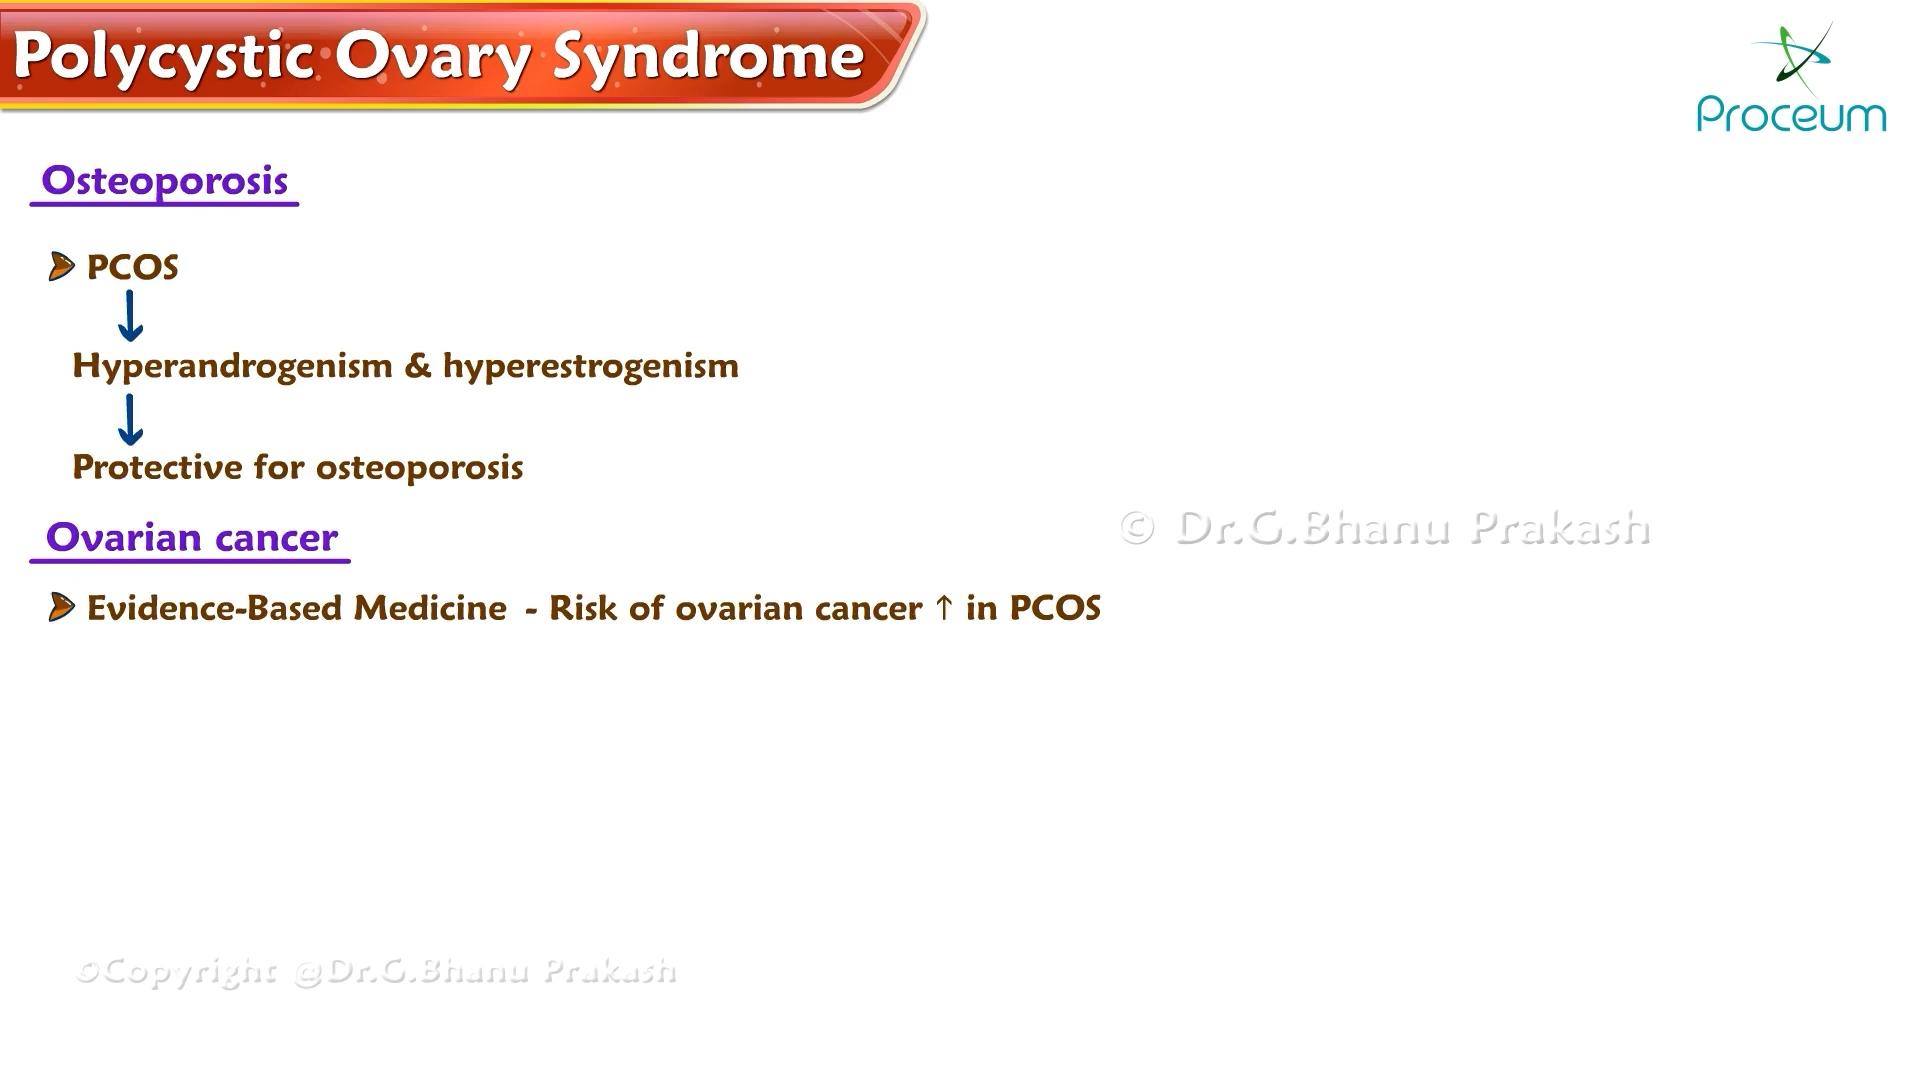 Polycystic Ovary Syndrome
Proceum
Osteoporosis
PCOS
Hyperandrogenism & hyperestrogenism
Protective for osteoporosis
Ovarian cancer
© Dr.G.Bhanu Prakash
Evidence-Based Medicine - Risk of ovarian cancer ↑ in PCOS
©Copyright @Dr.G.Bhanu Prakash